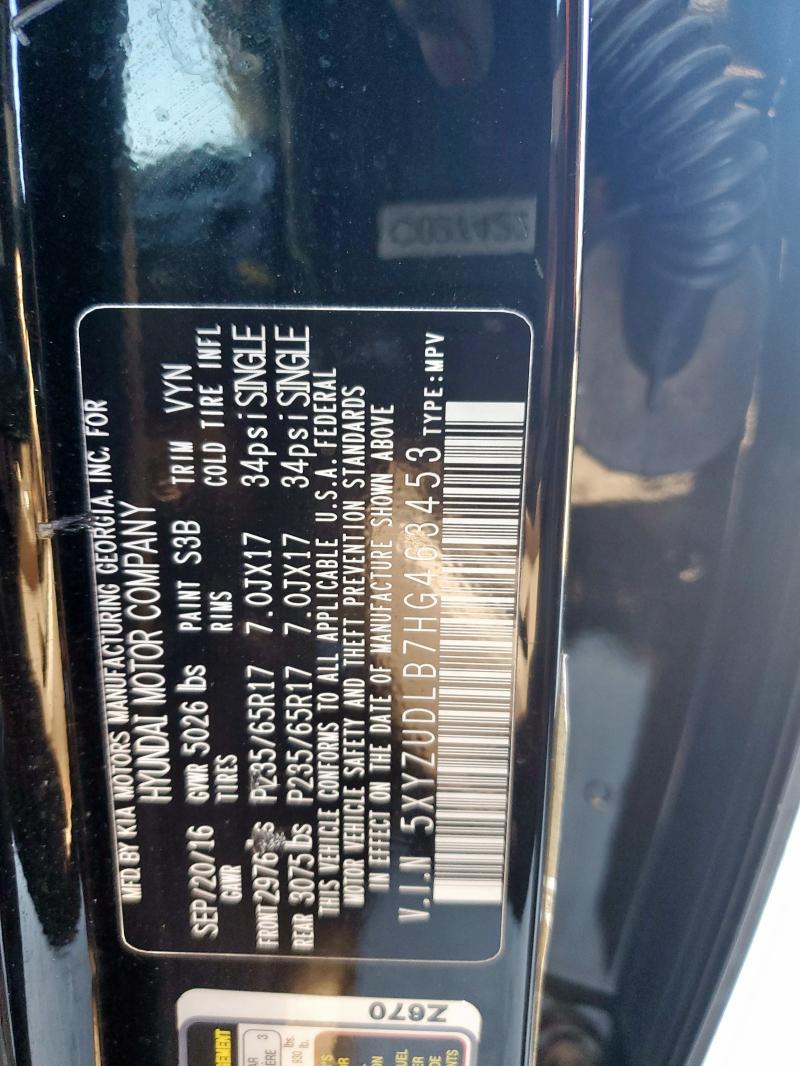 MFD. BY KIA MOTORS MANUFACTURING GEORGIA, INC. FOR
HYUNDAI MOTOR COMPANY
SEP/20/16 GVWR 5026 lbs PAINT S3B TRIM VYN
GAWR TIRES RIMS COLD TIRE INFL
FRONT 2976 P235/65R17 7.0JX17 34psi SINGLE
REAR 3075 lbs P235/65R17 7.0JX17 34psi SINGLE
THIS VEHICLE CONFORMS TO ALL APPLICABLE U.S.A. FEDERAL
MOTOR VEHICLE SAFETY AND THEFT PREVENTION STANDARDS
IN EFFECT ON THE DATE OF MANUFACTURE SHOWN ABOVE
V.I.N 5XYZUDLB7HG463453 TYPE:MPV
Z670
3
lbs.